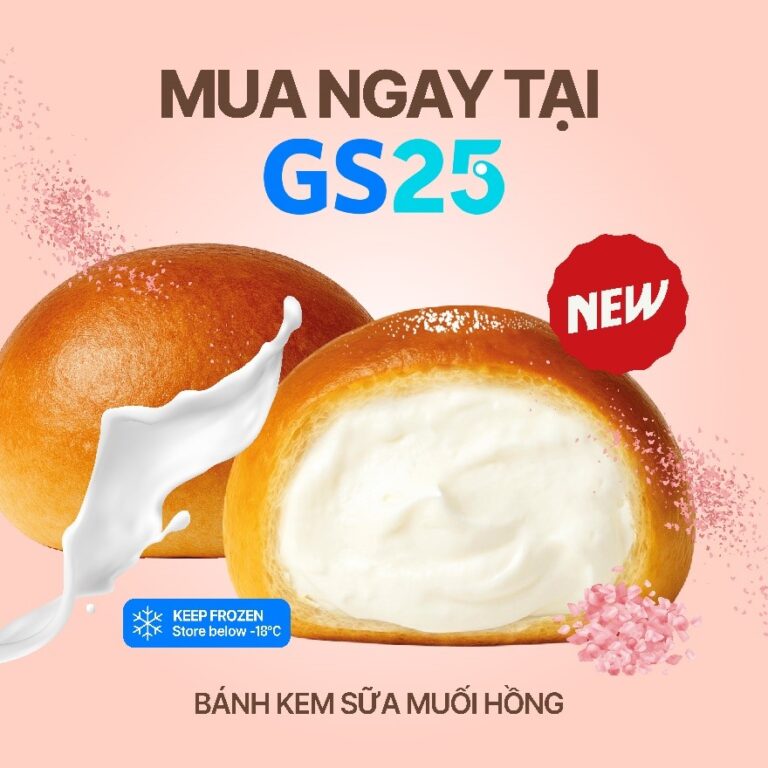 MUA NGAY TẠI
GS25
NEW
KEEP FROZEN
Store below -18°C
BÁNH KEM SỮA MUỐI HỒNG